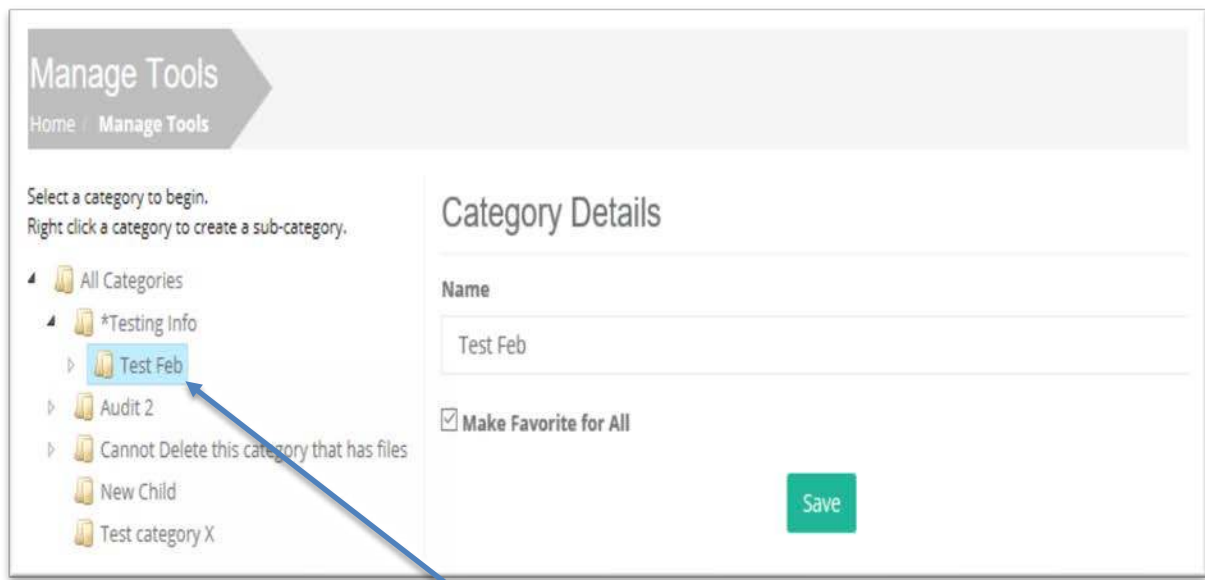 Manage Tools
Home / Manage Tools
Select a category to begin.
Right click a category to create a sub-category.
All Categories
*Testing Info
Test Feb
Audit 2
Cannot Delete this category that has files
New Child
Test category X
Category Details
Name
Test Feb
Make Favorite for All
Save